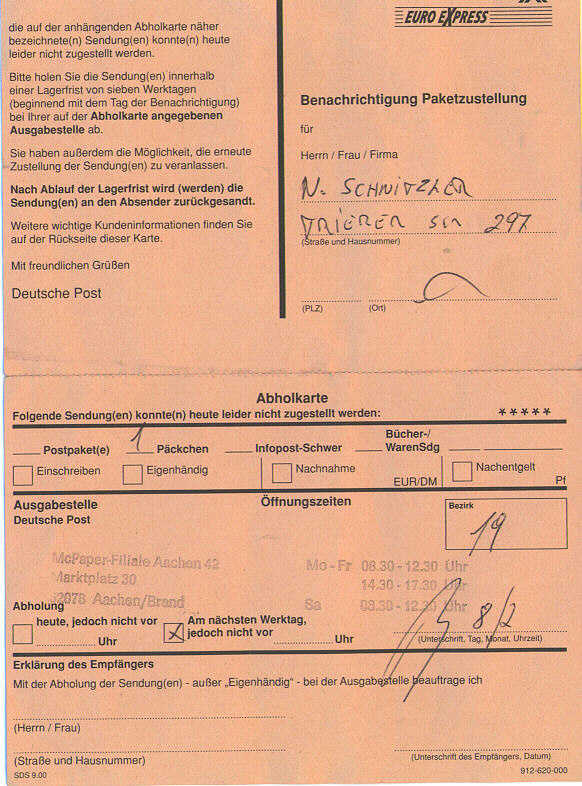 EURO EXPRESS
die auf der anhängenden Abholkarte näher
bezeichnete(n) Sendung(en) konnte(n) heute
leider nicht zugestellt werden.
Bitte holen Sie die Sendung(en) innerhalb
einer Lagerfrist von sieben Werktagen
(beginnend mit dem Tag der Benachrichtigung)
bei Ihrer auf der Abholkarte angegebenen
Ausgabestelle ab.
Sie haben außerdem die Möglichkeit, die erneute
Zustellung der Sendung(en) zu veranlassen.
Nach Ablauf der Lagerfrist wird (werden) die
Sendung(en) an den Absender zurückgesandt.
Weitere wichtige Kundeninformationen finden Sie
auf der Rückseite dieser Karte.
Mit freundlichen Grüßen
Deutsche Post
Benachrichtigung Paketzustellung
für
Herrn / Frau / Firma
N. SCHNITZLER
TRIERER STR 297
(Straße und Hausnummer)
(PLZ) (Ort)
Abholkarte
Folgende Sendung(en) konnte(n) heute leider nicht zugestellt werden: *****
Postpaket(e) 1 Päckchen Infopost-Schwer Bücher-/
WarenSdg
Einschreiben Eigenhändig Nachnahme EUR/DM Nachentgelt Pf
Ausgabestelle
Deutsche Post
Öffnungszeiten
Bezirk
19
McPaper-Filiale Aachen 42
Marktplatz 30
52078 Aachen/Brand
Mo - Fr 08.30 - 12.30 Uhr
14.30 - 17.30 Uhr
Sa 08.30 - 12.30 Uhr
Abholung
heute, jedoch nicht vor
Uhr
Am nächsten Werktag,
jedoch nicht vor
Uhr
8/2
(Unterschrift, Tag, Monat, Uhrzeit)
Erklärung des Empfängers
Mit der Abholung der Sendung(en) - außer „Eigenhändig“ - bei der Ausgabestelle beauftrage ich
(Herrn / Frau)
(Straße und Hausnummer)
(Unterschrift des Empfängers, Datum)
SDS 9.00
912-620-000